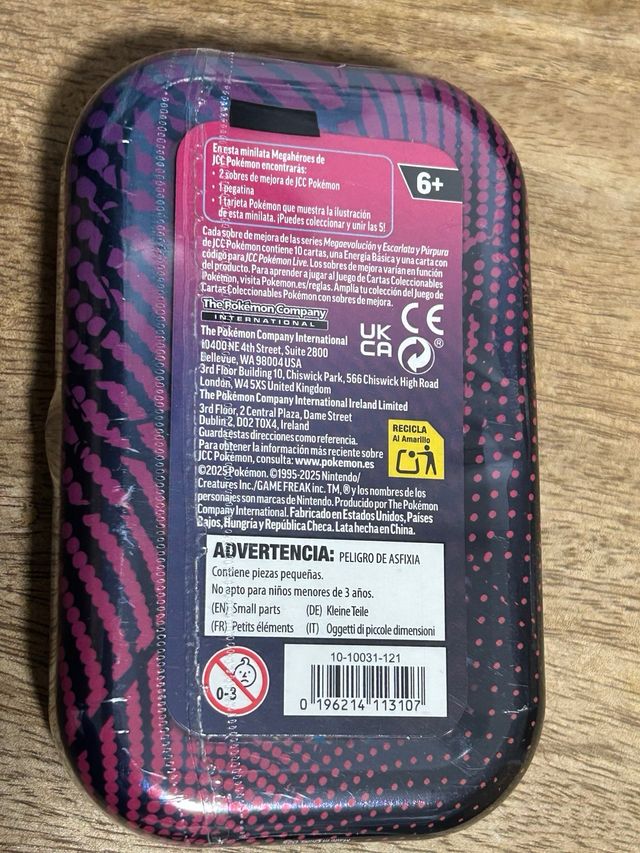 En esta minilata Megahéroes de
JCC Pokémon encontrarás:
• 2 sobres de mejora de JCC Pokémon
• 1 pegatina
• 1 tarjeta Pokémon que muestra la ilustración
de esta minilata. ¡Puedes coleccionar y unir las 5!
6+
Cada sobre de mejora de las series Megaevolución y Escarlata y Púrpura
de JCC Pokémon contiene 10 cartas, una Energía Básica y una carta con
código para JCC Pokémon Live. Los sobres de mejora varían en función
del producto. Para aprender a jugar al Juego de Cartas Coleccionables
Pokémon, visita Pokemon.es/reglas. Amplía tu colección del Juego de
Cartas Coleccionables Pokémon con sobres de mejora.
The Pokémon Company
INTERNATIONAL
The Pokémon Company International
10400 NE 4th Street, Suite 2800
Bellevue, WA 98004 USA
UK
CA
CE
®
3rd Floor Building 10, Chiswick Park, 566 Chiswick High Road
London, W4 5XS United Kingdom
The Pokémon Company International Ireland Limited
3rd Floor, 2 Central Plaza, Dame Street
Dublin 2, D02 T0X4, Ireland
Guarda estas direcciones como referencia.
Para obtener la información más reciente sobre
JCC Pokémon, consulta: www.pokemon.es
RECICLA
Al Amarillo
©2025 Pokémon. ©1995-2025 Nintendo/
Creatures Inc./GAME FREAK inc. TM, ® y los nombres de los
personajes son marcas de Nintendo. Producido por The Pokémon
Company International. Fabricado en Estados Unidos, Países
Bajos, Hungría y República Checa. Lata hecha en China.
ADVERTENCIA: PELIGRO DE ASFIXIA
Contiene piezas pequeñas.
No apto para niños menores de 3 años.
(EN) Small parts (DE) Kleine Teile
(FR) Petits éléments (IT) Oggetti di piccole dimensioni
0-3
10-10031-121
0 196214 113107